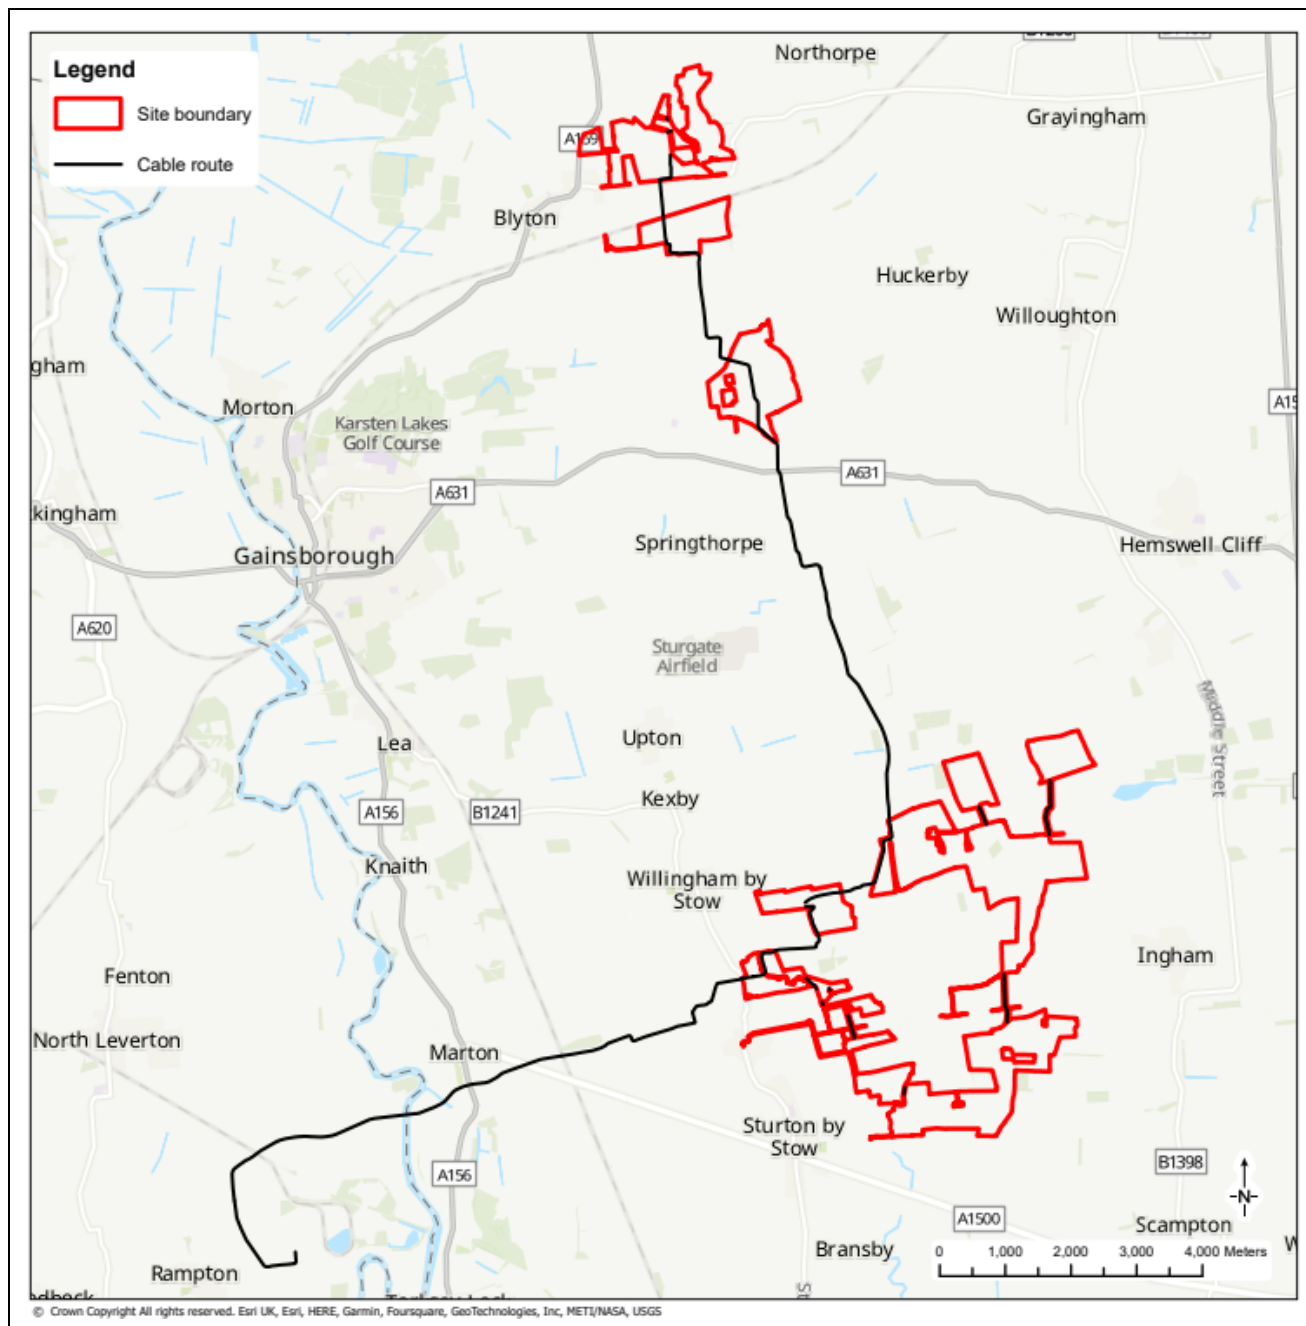 Legend
Site boundary
Cable route
Northorpe
Grayingham
A159
Blyton
Huckerby
Willoughton
gham
Morton
Karsten Lakes
Golf Course
A15
A631
A631
kingham
Springthorpe
Hemswell Cliff
Gainsborough
A620
Sturgate
Airfield
Middle Street
Lea
Upton
Kexby
A156
B1241
Knaith
Willingham by
Stow
Fenton
Ingham
North Leverton
Marton
Sturton by
Stow
A156
B1398
N
A1500
Scampton
Bransby
W
0 1,000 2,000 3,000 4,000 Meters
Rampton
© Crown Copyright All rights reserved. Esri UK, Esri, HERE, Garmin, Foursquare, GeoTechnologies, Inc, METI/NASA, USGS